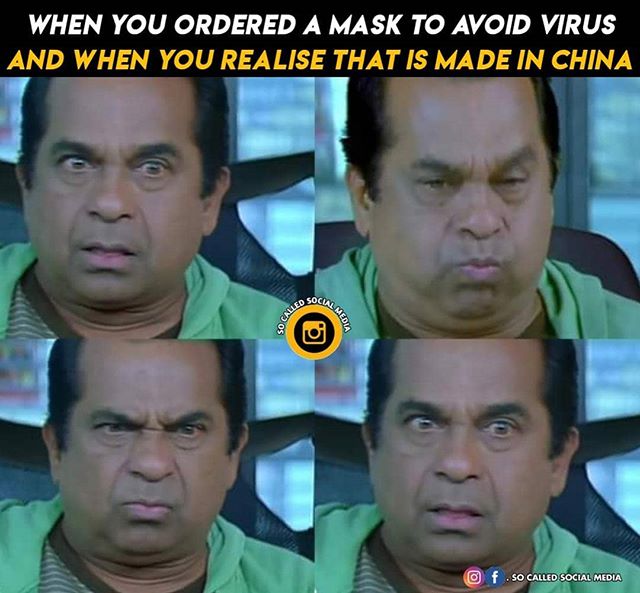 WHEN YOU ORDERED A MASK TO AVOID VIRUS
AND WHEN YOU REALISE THAT IS MADE IN CHINA
SO CALLED SOCIAL MEDIA
. SO CALLED SOCIAL MEDIA